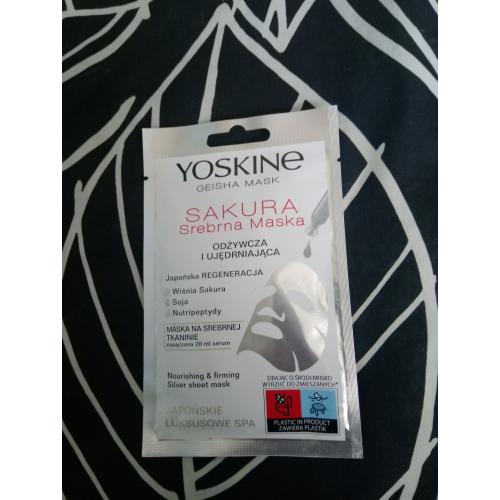 YOSKINE
GEISHA MASK
SAKURA
Srebrna Maska
ODŻYWCZA
I UJĘDRNIAJĄCA
Japońska REGENERACJA
Wiśnia Sakura
Soja
Nutripeptydy
MASKA NA SREBRNEJ
TKANINIE
nasączona 20 ml serum
Nourishing & firming
Silver sheet mask
DBAJĄC O ŚRODOWISKO
WYRZUĆ DO ZMIESZANYCH*
PLASTIC IN PRODUCT
ZAWIERA PLASTIK
JAPOŃSKIE
LUKSUSOWE SPA